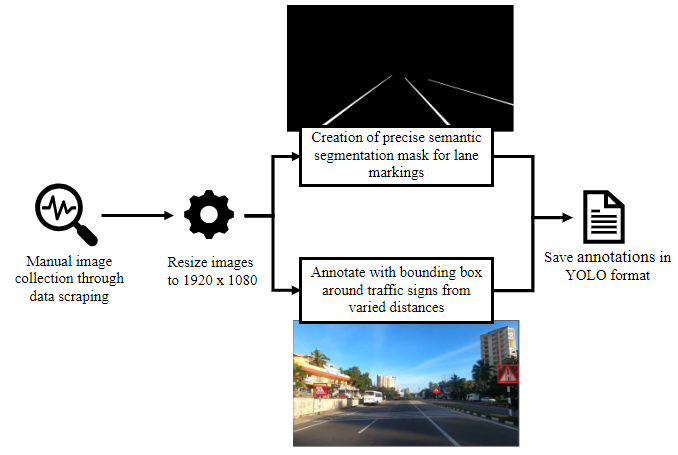 Creation of precise semantic
segmentation mask for lane
markings
Manual image
collection through
data scraping
Resize images
to 1920 x 1080
Annotate with bounding box
around traffic signs from
varied distances
Save annotations in
YOLO format